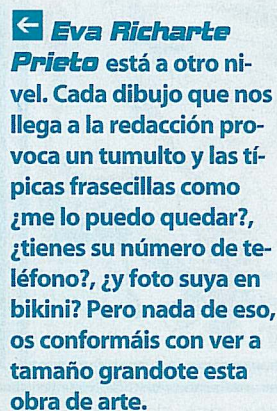 Eva Richarte
Prieto está a otro ni-
vel. Cada dibujo que nos
llega a la redacción pro-
voca un tumulto y las tí-
picas frasecillas como
¿me lo puedo quedar?,
¿tienes su número de te-
léfono?, ¿y foto suya en
bikini? Pero nada de eso,
os conformáis con ver a
tamaño grandote esta
obra de arte.